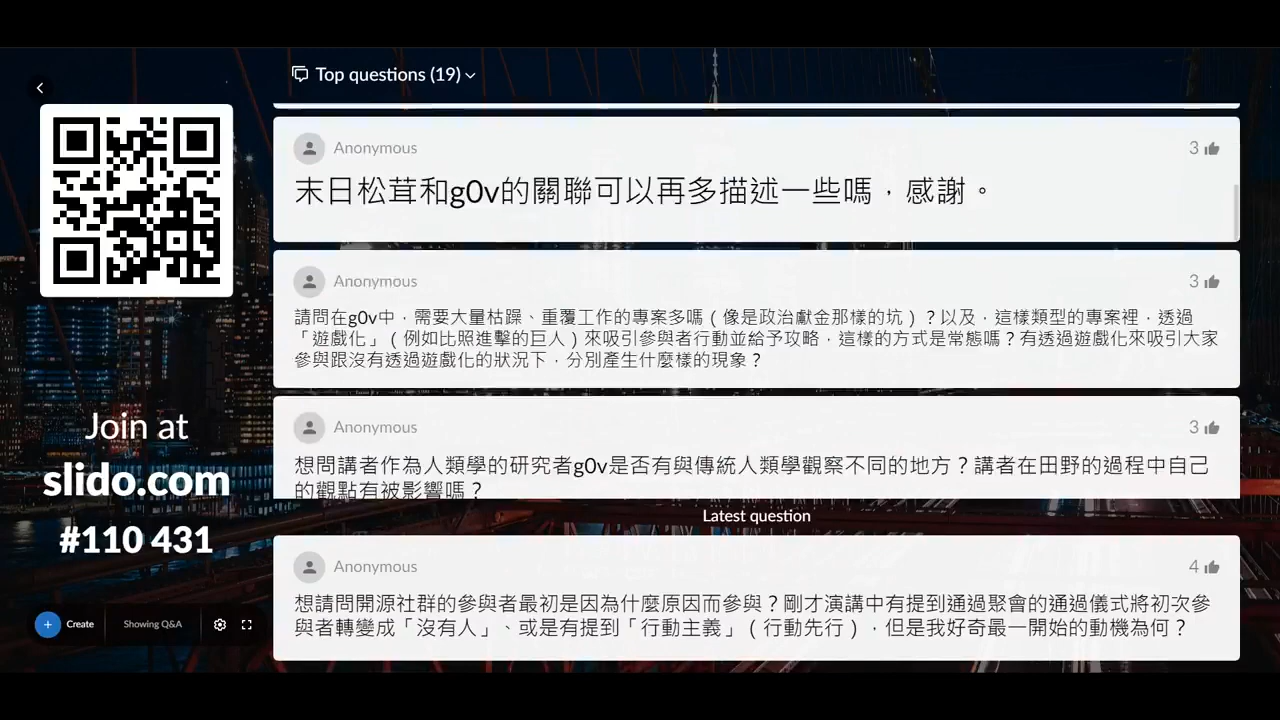 Top questions (19)
Anonymous
3
末日松茸和g0v的關聯可以再多描述一些嗎，感謝。
Anonymous
3
請問在g0v中，需要大量枯躁、重覆工作的專案多嗎（像是政治獻金那樣的坑）？以及，這樣類型的專案裡，透過
「遊戲化」（例如比照進擊的巨人）來吸引參與者行動並給予攻略，這樣的方式是常態嗎？有透過遊戲化來吸引大家
參與跟沒有透過遊戲化的狀況下，分別產生什麼樣的現象？
Anonymous
3
想問講者作為人類學的研究者g0v是否有與傳統人類學觀察不同的地方？講者在田野的過程中自己
的觀點有被影響嗎？
Latest question
Anonymous
4
想請問開源社群的參與者最初是因為什麼原因而參與？剛才演講中有提到通過聚會的通過儀式將初次參
與者轉變成「沒有人」、或是有提到「行動主義」（行動先行），但是我好奇最一開始的動機為何？
Join at
slido.com
#110 431
Create
Showing Q&A